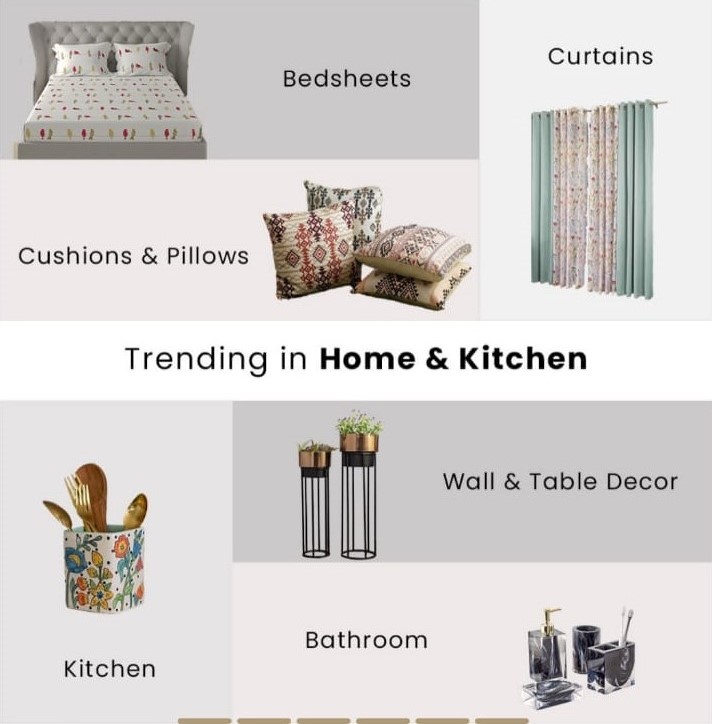 Bedsheets
Curtains
Cushions & Pillows
Trending in Home & Kitchen
Wall & Table Decor
Kitchen
Bathroom